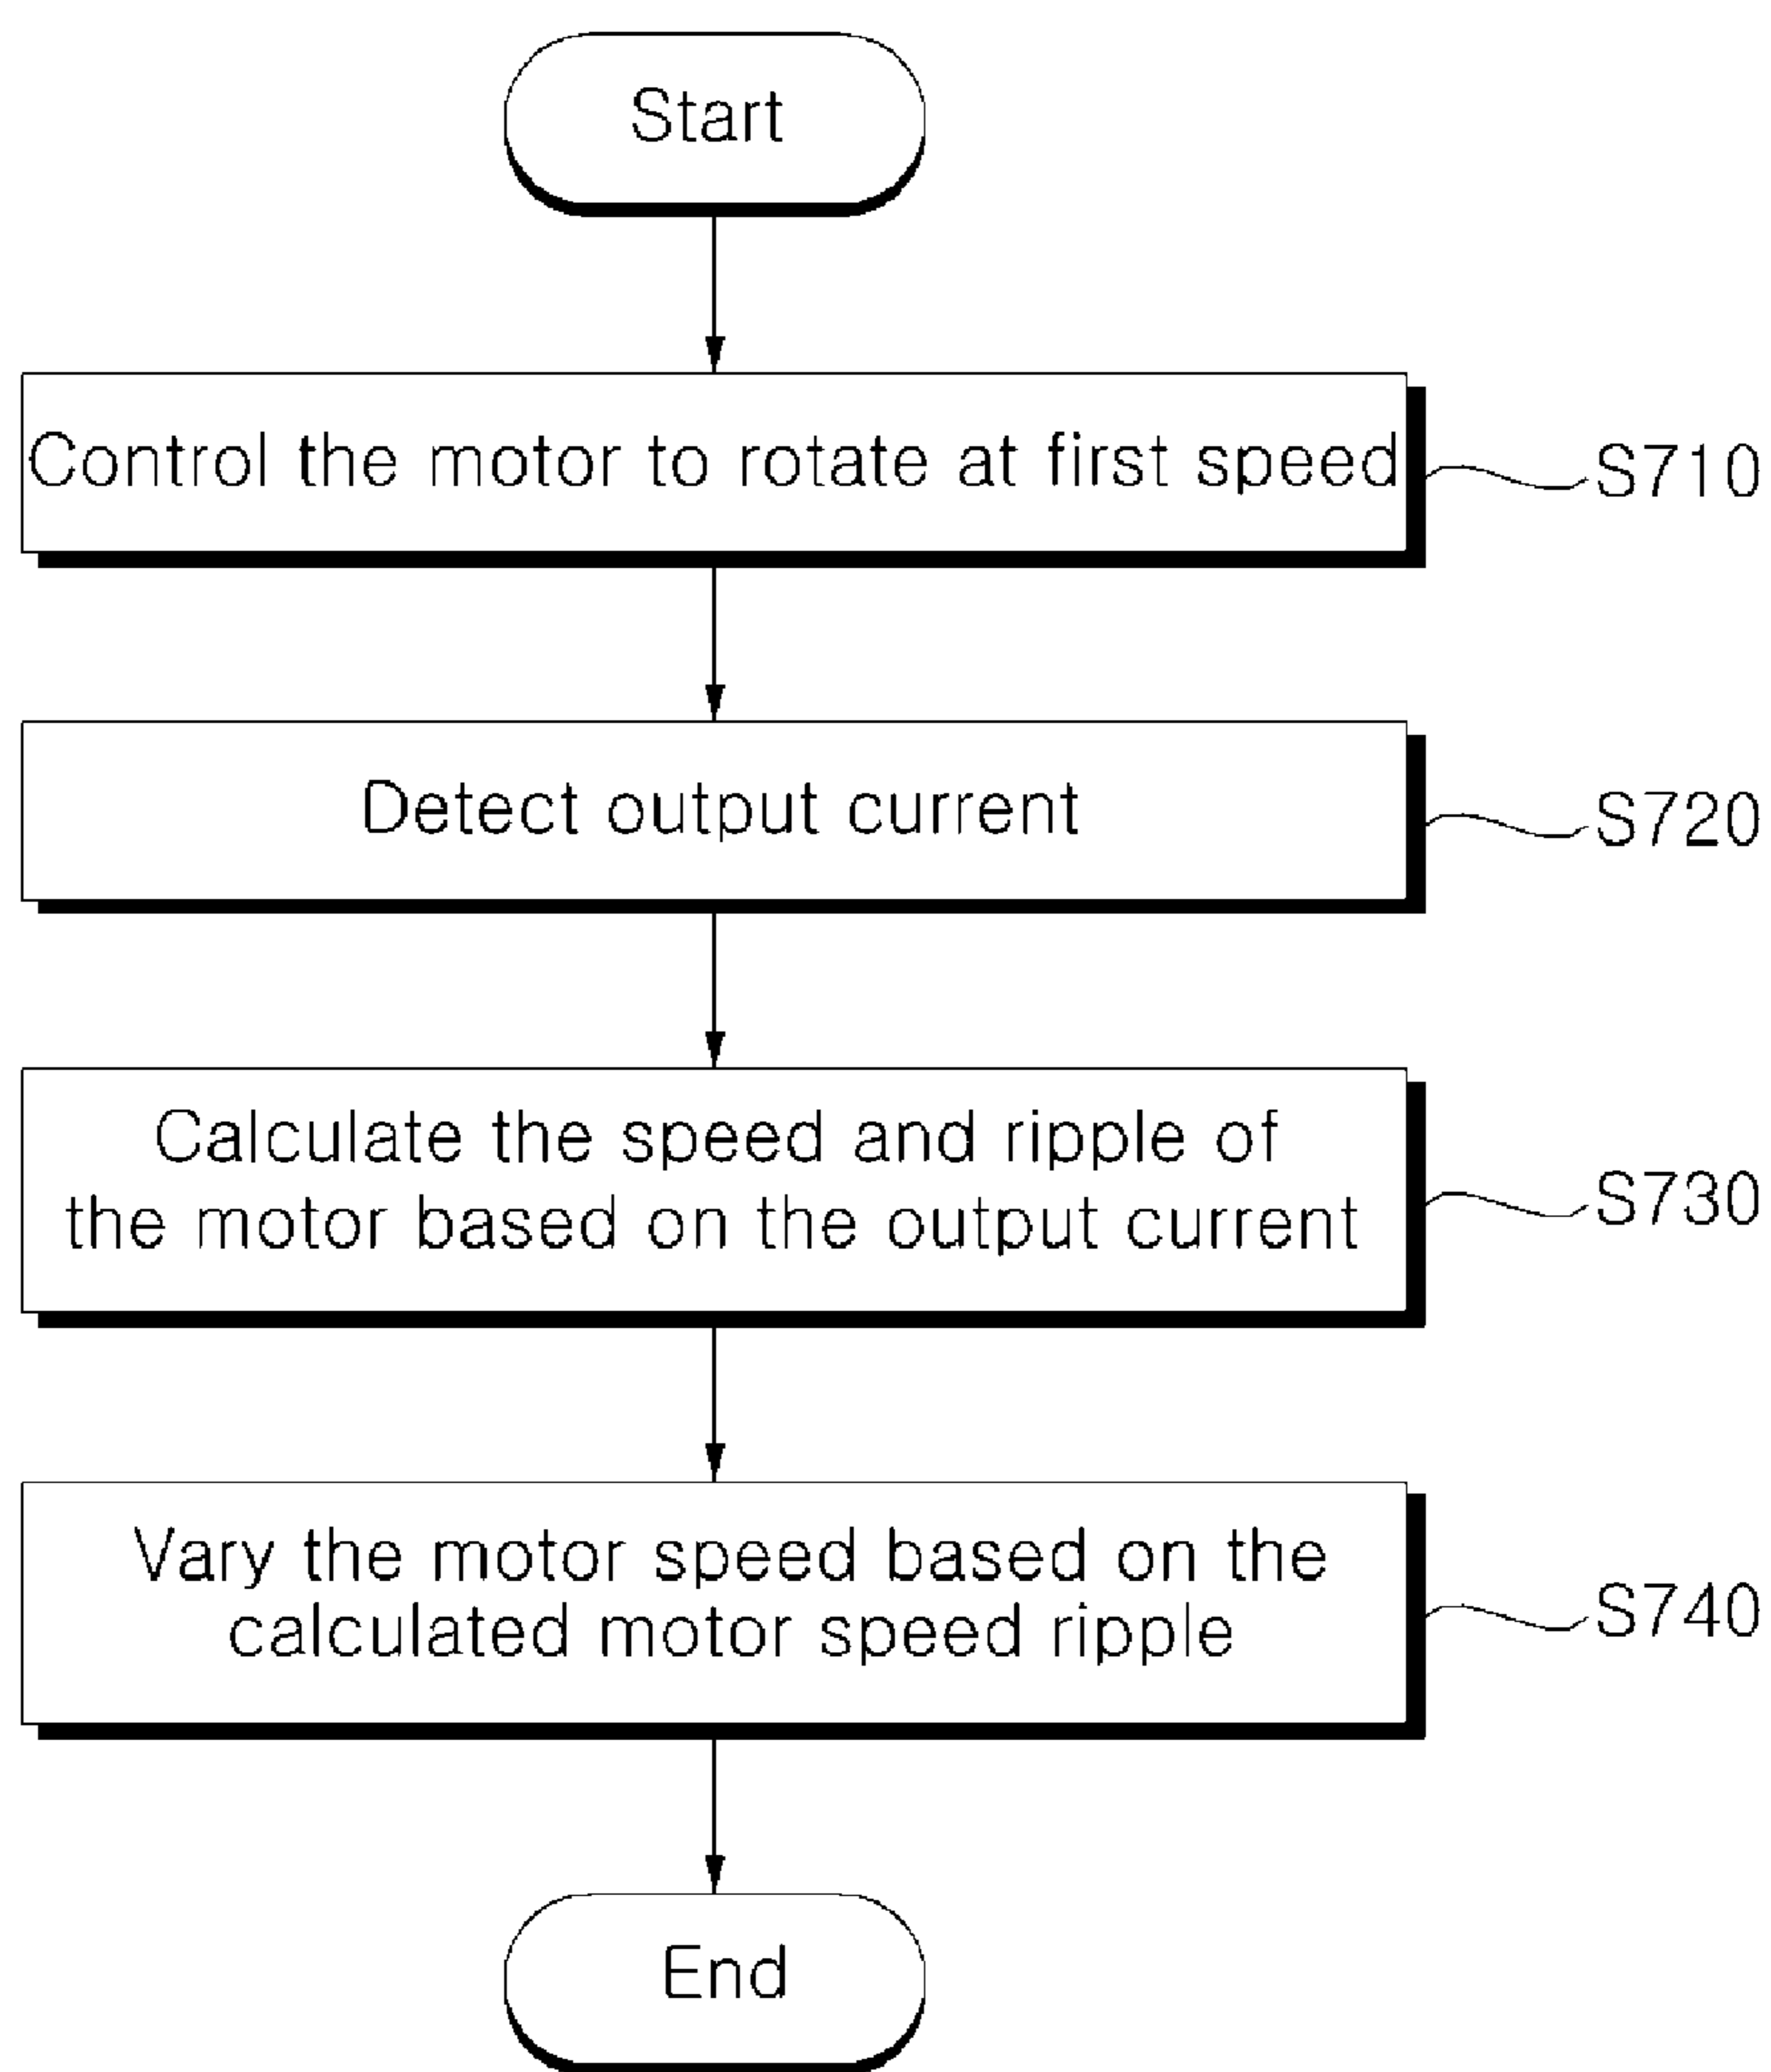 Start
Control the motor to rotate at first speed
S710
Detect output current
S720
Calculate the speed and ripple of
the motor based on the output current
S730
Vary the motor speed based on the
calculated motor speed ripple
S740
End